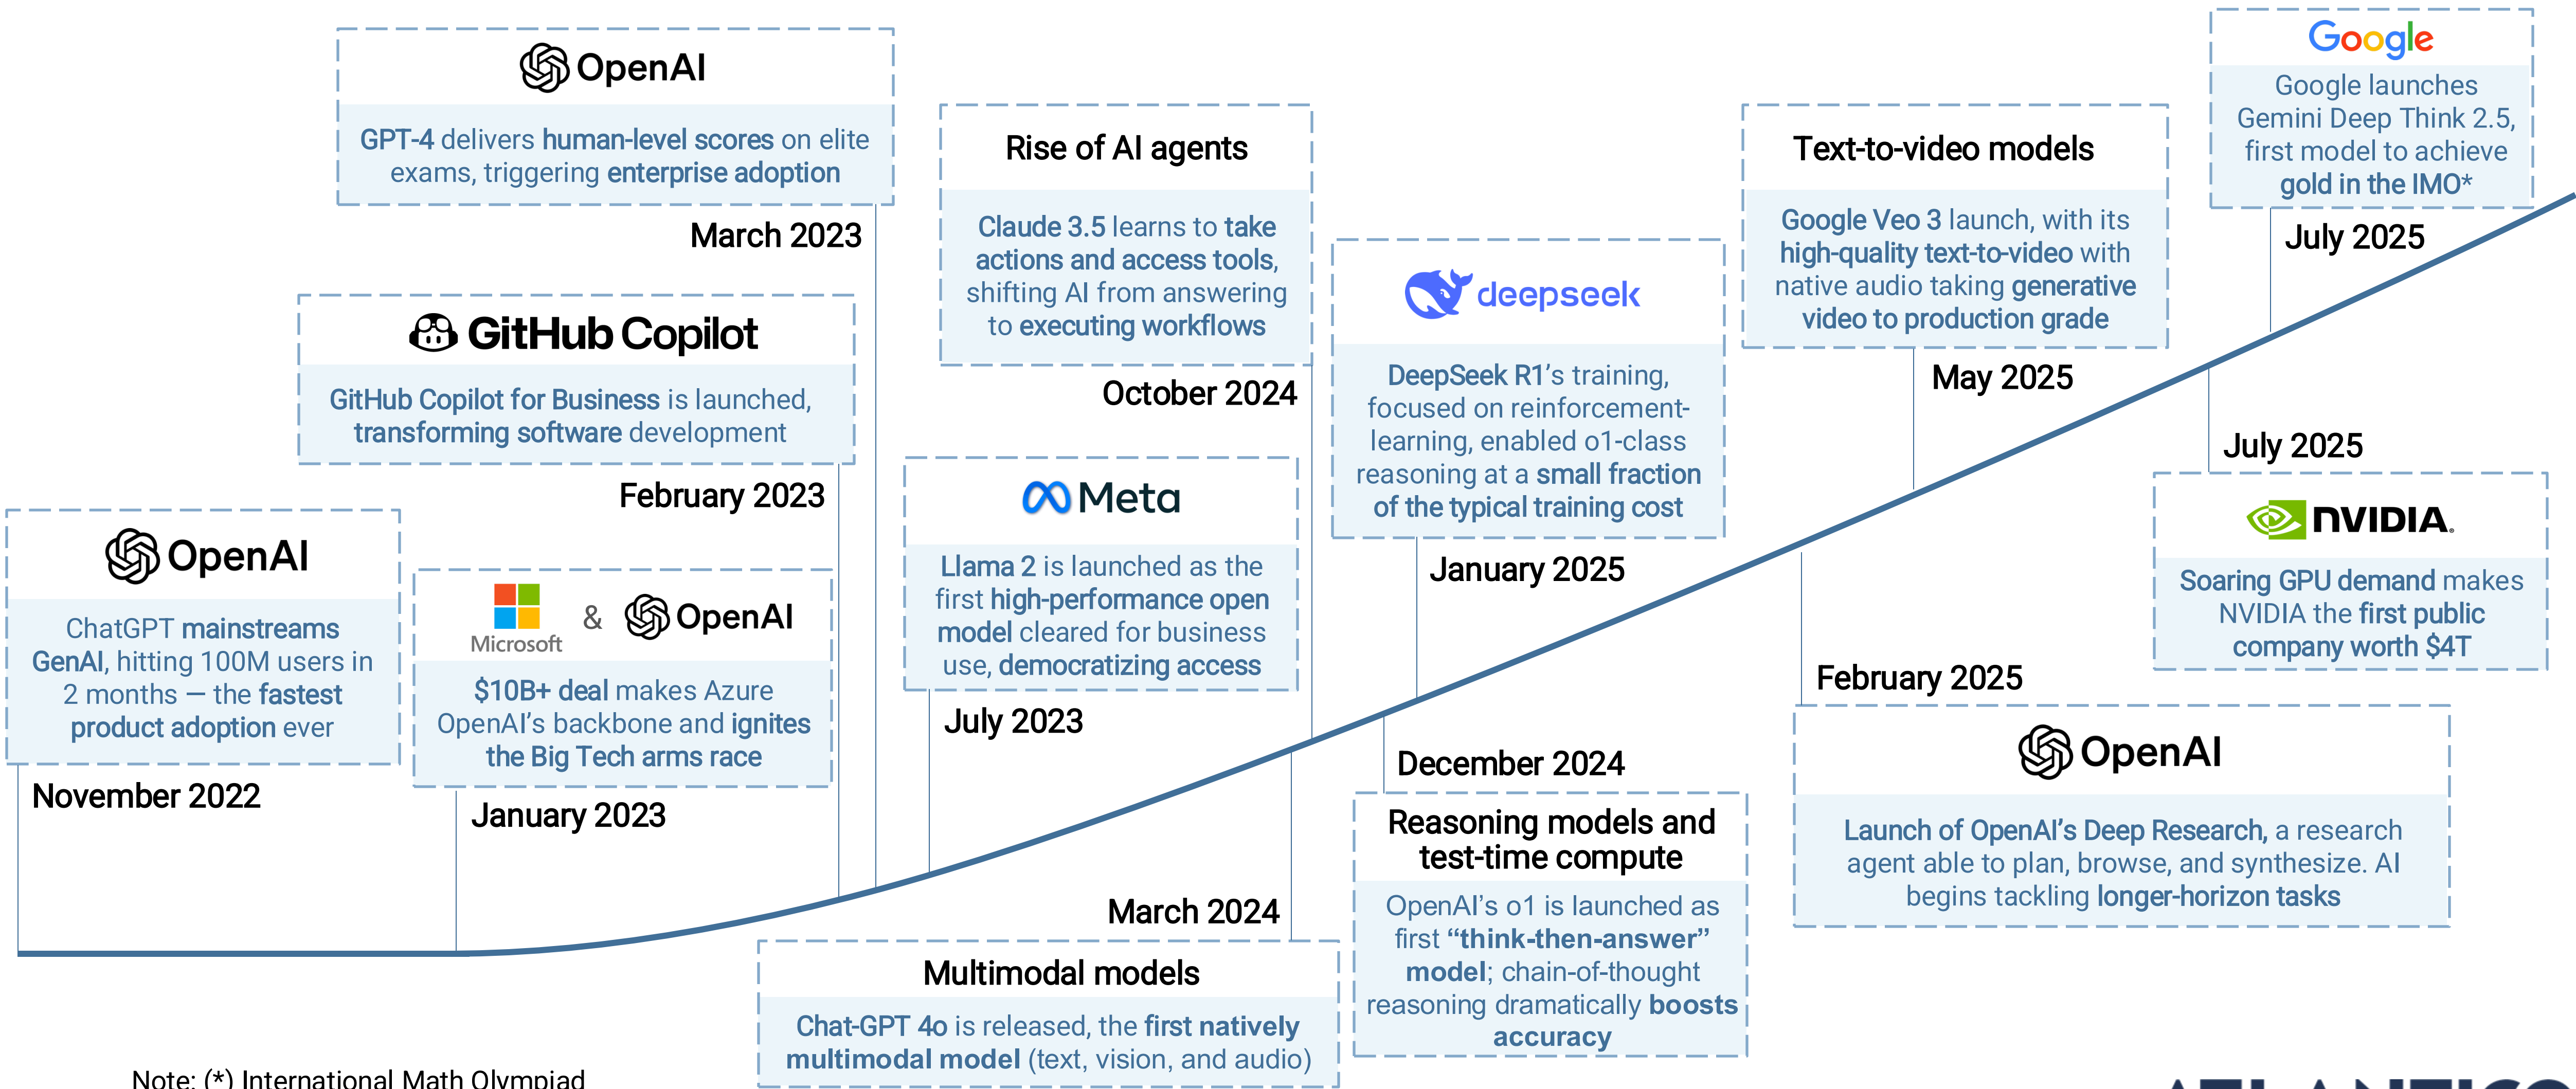 OpenAI
GPT-4 delivers human-level scores on elite
exams, triggering enterprise adoption
March 2023
GitHub Copilot
GitHub Copilot for Business is launched,
transforming software development
February 2023
OpenAI
ChatGPT mainstreams
GenAI, hitting 100M users in
2 months — the fastest
product adoption ever
November 2022
Microsoft & OpenAI
$10B+ deal makes Azure
OpenAI's backbone and ignites
the Big Tech arms race
January 2023
Rise of AI agents
Claude 3.5 learns to take
actions and access tools,
shifting AI from answering
to executing workflows
October 2024
Meta
Llama 2 is launched as the
first high-performance open
model cleared for business
use, democratizing access
July 2023
March 2024
Multimodal models
Chat-GPT 4o is released, the first natively
multimodal model (text, vision, and audio)
deepseek
DeepSeek R1's training,
focused on reinforcement-
learning, enabled o1-class
reasoning at a small fraction
of the typical training cost
January 2025
December 2024
Reasoning models and
test-time compute
OpenAI's o1 is launched as
first “think-then-answer”
model; chain-of-thought
reasoning dramatically boosts
accuracy
Text-to-video models
Google Veo 3 launch, with its
high-quality text-to-video with
native audio taking generative
video to production grade
May 2025
Google
Google launches
Gemini Deep Think 2.5,
first model to achieve
gold in the IMO*
July 2025
July 2025
NVIDIA.
Soaring GPU demand makes
NVIDIA the first public
company worth $4T
February 2025
OpenAI
Launch of OpenAI's Deep Research, a research
agent able to plan, browse, and synthesize. AI
begins tackling longer-horizon tasks
Note: (*) International Math Olympiad